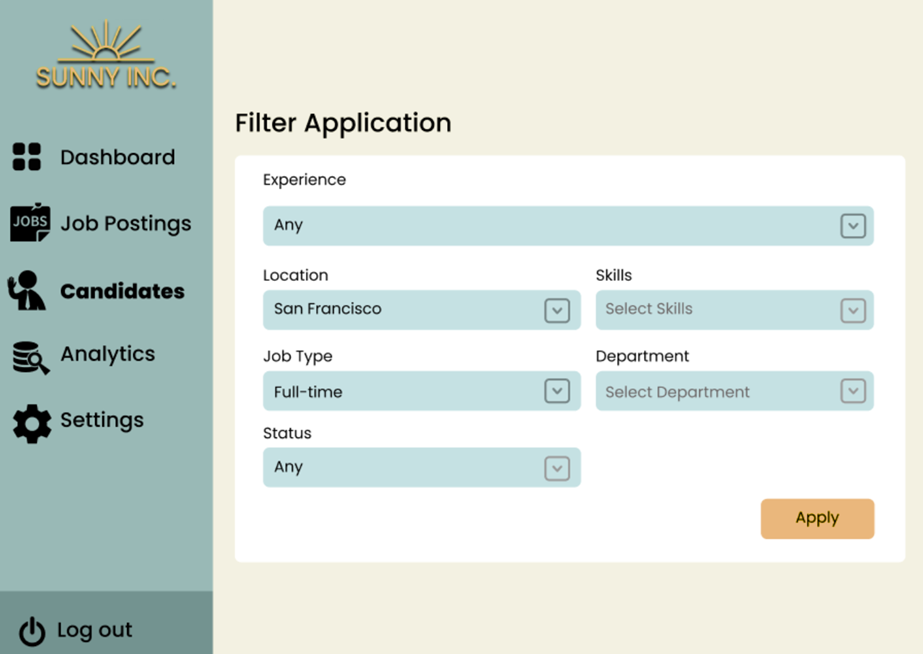 SUNNY INC.
Dashboard
JOBS
Job Postings
Candidates
Analytics
Settings
Log out
Filter Application
Experience
Any
Location
Skills
San Francisco
Select Skills
Job Type
Department
Full-time
Select Department
Status
Any
Apply